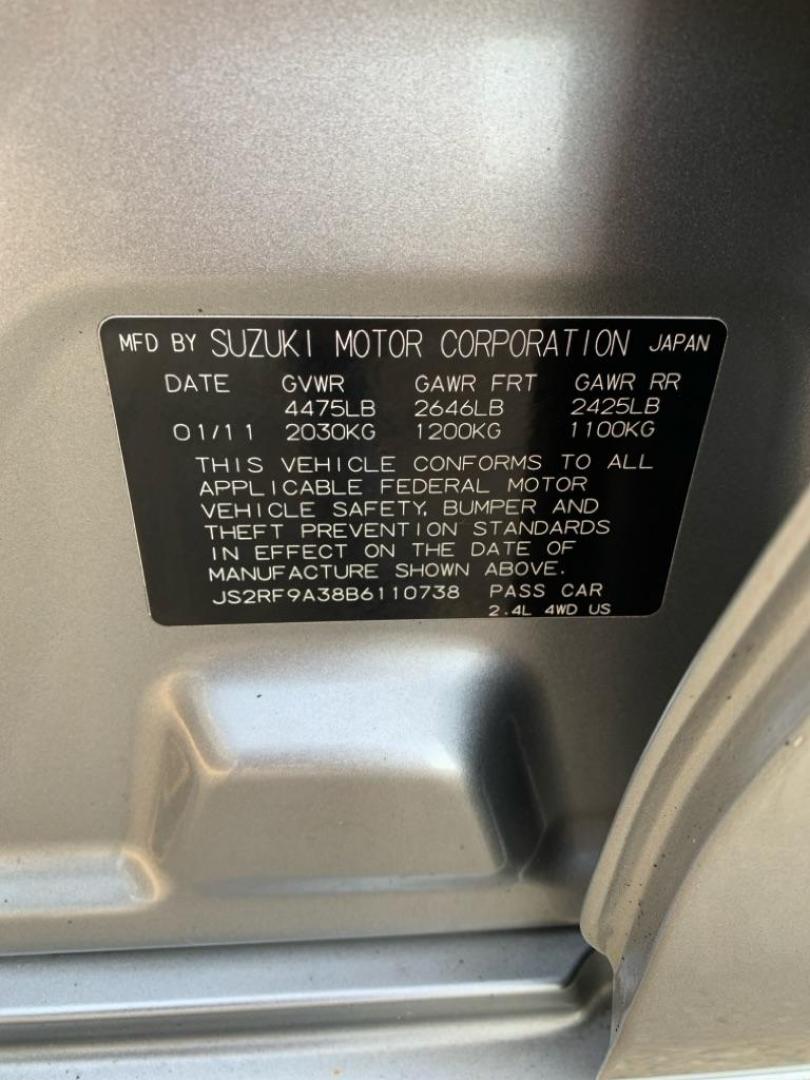 MFD BY SUZUKI MOTOR CORPORATION JAPAN
DATE GVWR GAWR FRT GAWR RR
4475LB 2646LB 2425LB
01/11 2030KG 1200KG 1100KG
THIS VEHICLE CONFORMS TO ALL
APPLICABLE FEDERAL MOTOR
VEHICLE SAFETY, BUMPER AND
THEFT PREVENTION STANDARDS
IN EFFECT ON THE DATE OF
MANUFACTURE SHOWN ABOVE.
JS2RF9A38B6110738 PASS CAR
2.4L 4WD US